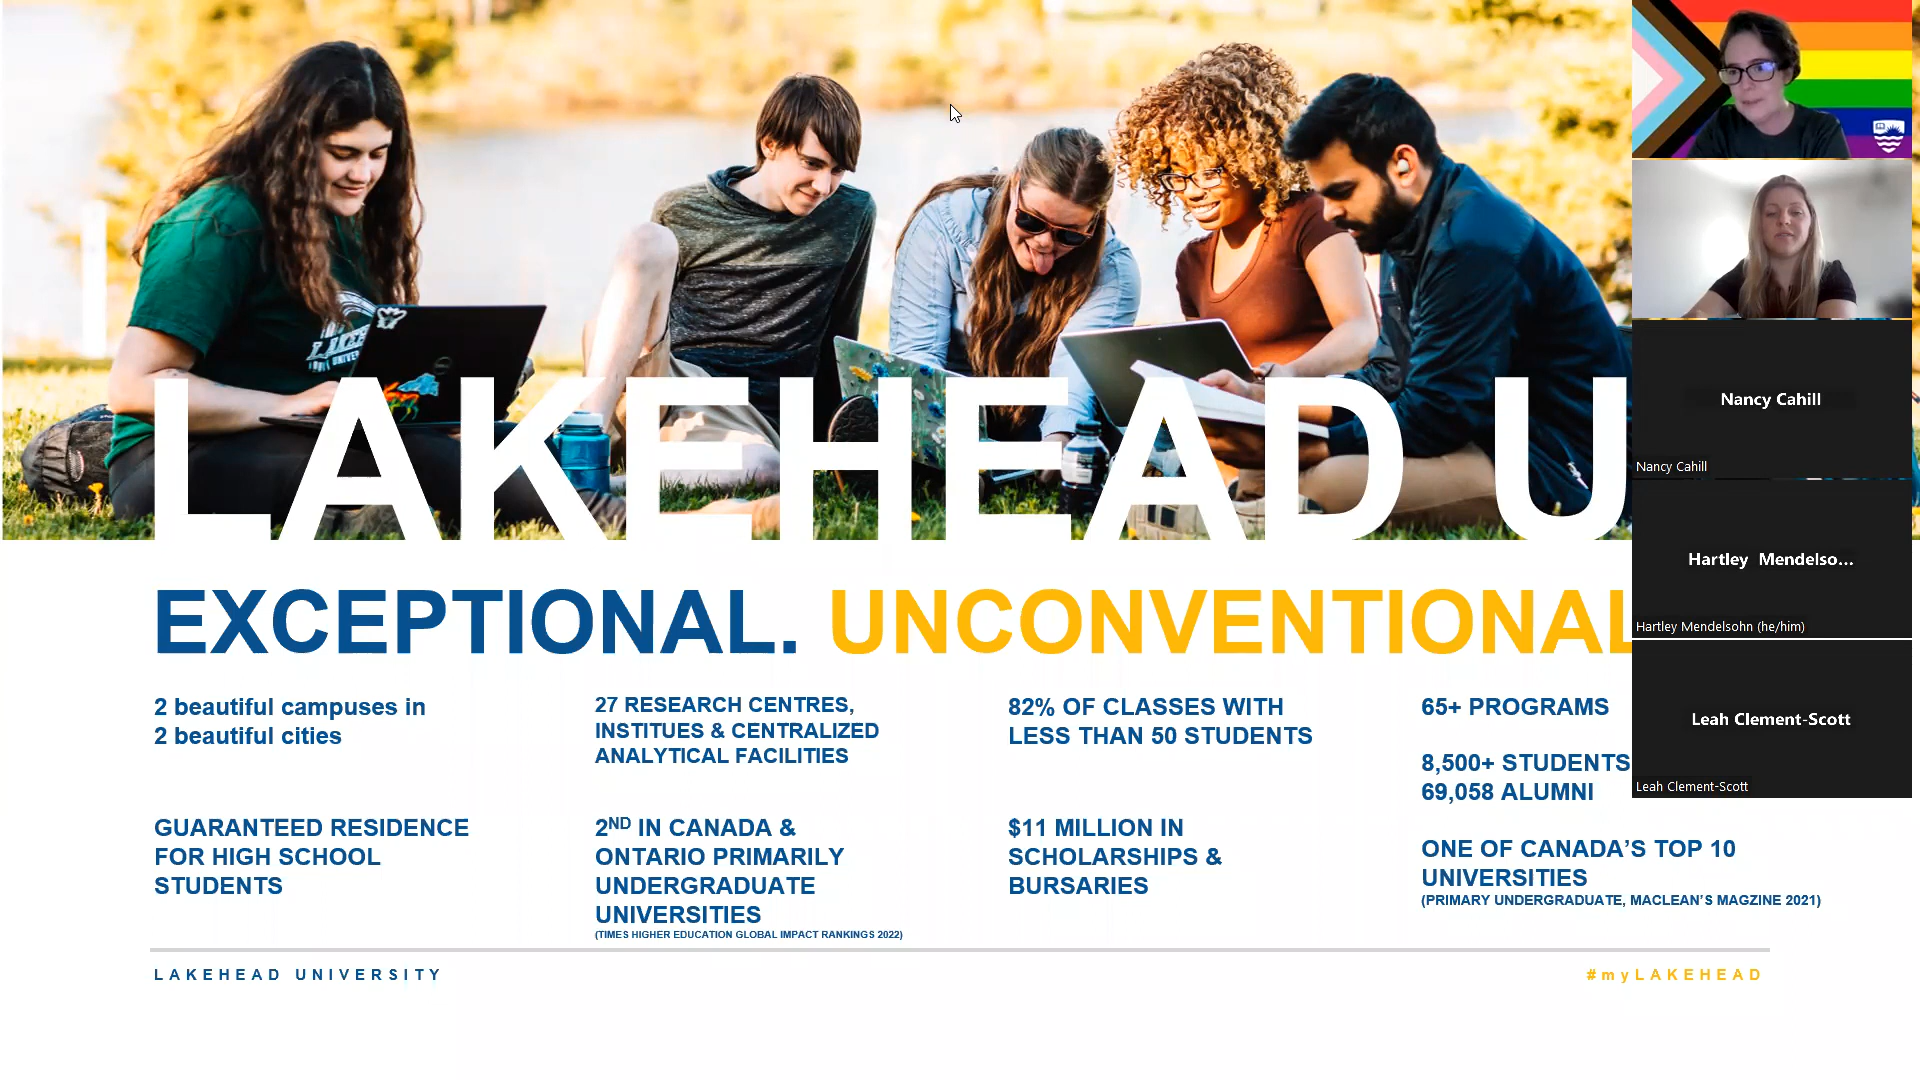 LAKEHEAD U
EXCEPTIONAL. UNCONVENTIONAL
2 beautiful campuses in
2 beautiful cities
GUARANTEED RESIDENCE
FOR HIGH SCHOOL
STUDENTS
27 RESEARCH CENTRES,
INSTITUES & CENTRALIZED
ANALYTICAL FACILITIES
2ND IN CANADA &
ONTARIO PRIMARILY
UNDERGRADUATE
UNIVERSITIES
(TIMES HIGHER EDUCATION GLOBAL IMPACT RANKINGS 2022)
82% OF CLASSES WITH
LESS THAN 50 STUDENTS
$11 MILLION IN
SCHOLARSHIPS &
BURSARIES
65+ PROGRAMS
8,500+ STUDENTS
69,058 ALUMNI
ONE OF CANADA’S TOP 10
UNIVERSITIES
(PRIMARY UNDERGRADUATE, MACLEAN’S MAGZINE 2021)
LAKEHEAD UNIVERSITY
#myLAKEHEAD
Nancy Cahill
Nancy Cahill
Hartley Mendelso...
Hartley Mendelsohn (he/him)
Leah Clement-Scott
Leah Clement-Scott